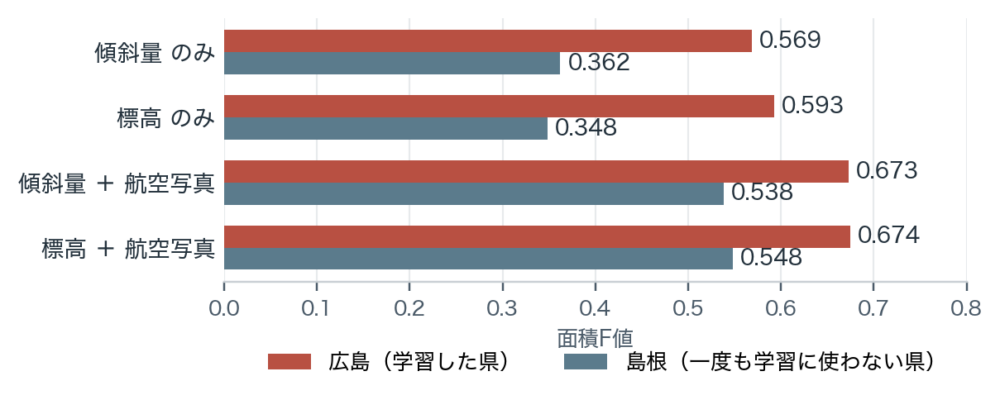 傾斜量 のみ
0.569
0.362
標高 のみ
0.593
0.348
傾斜量 ＋ 航空写真
0.673
0.538
標高 ＋ 航空写真
0.674
0.548
0.0 0.1 0.2 0.3 0.4 0.5 0.6 0.7 0.8
面積F値
広島（学習した県） 島根（一度も学習に使わない県）